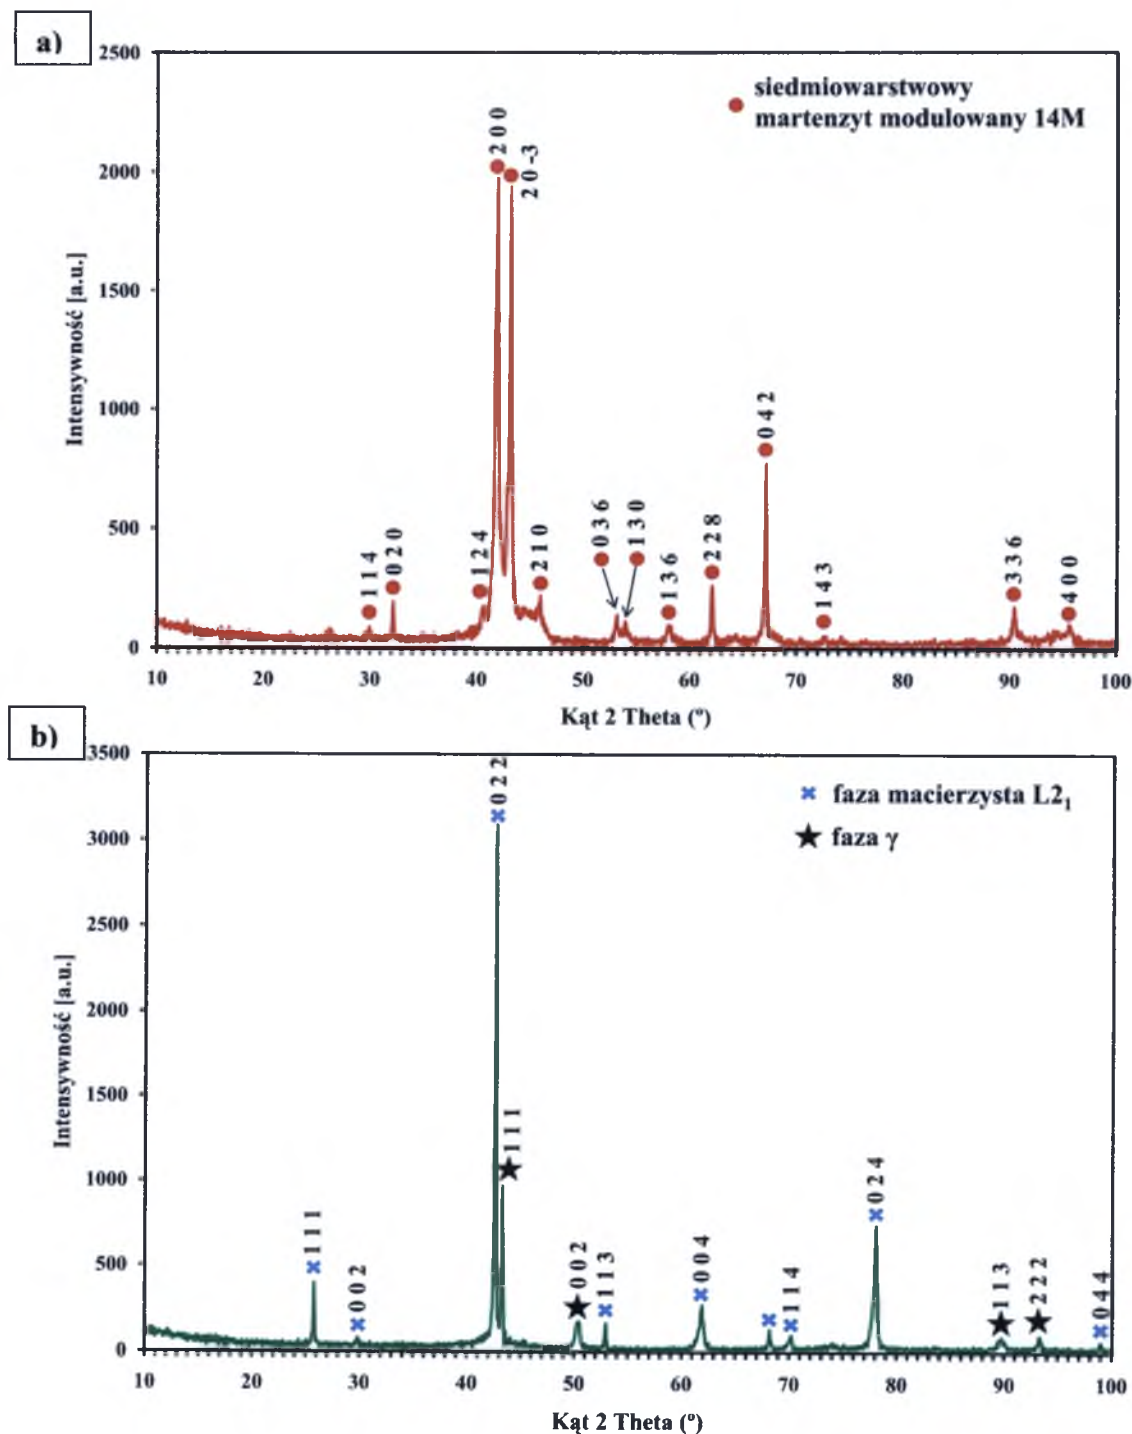 a)
2500
2000
1500
1000
500
0
Intensywność [a.u.]
siedmiowarstwowy
martenzyt modulowany 14M
1 1 4
0 2 0
1 2 4
2 0 0
2 0 -3
2 1 0
0 3 6
1 3 0
1 3 6
2 2 8
0 4 2
1 4 3
3 3 6
4 0 0
10 20 30 40 50 60 70 80 90 100
Kąt 2 Theta (º)
b)
3500
3000
2500
2000
1500
1000
500
0
Intensywność [a.u.]
faza macierzysta L2₁
faza γ
1 1 1
0 0 2
0 2 2
1 1 1
0 0 2
1 1 3
0 0 4
1 1 4
0 2 4
1 1 3
2 2 2
0 4 4
10 20 30 40 50 60 70 80 90 100
Kąt 2 Theta (º)